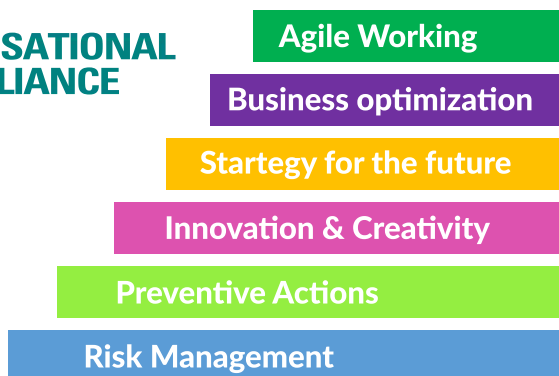 SATIONAL
LIANCE
Agile Working
Business optimization
Startegy for the future
Innovation & Creativity
Preventive Actions
Risk Management